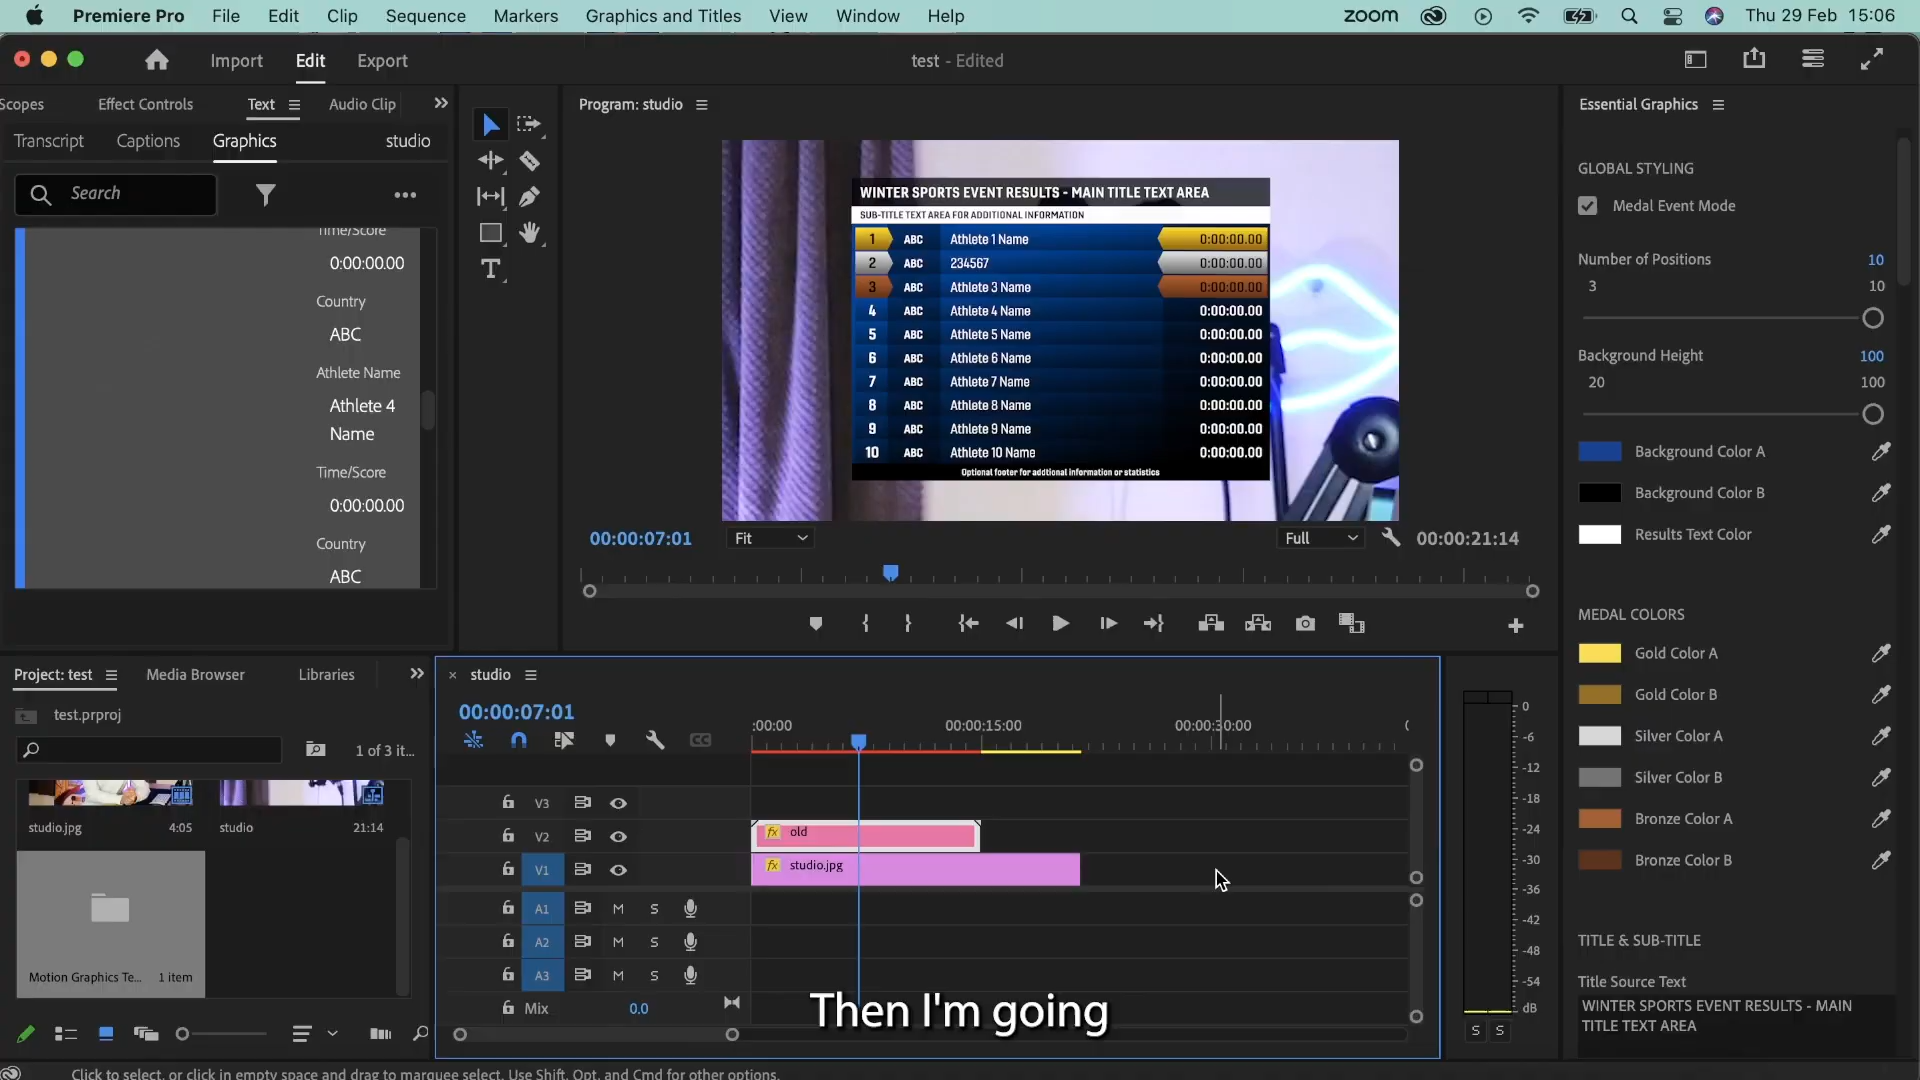 Premiere Pro File Edit Clip Sequence Markers Graphics and Titles View Window Help zoom Thu 29 Feb 15:06
Import Edit Export test - Edited
Scopes Effect Controls Text Audio Clip
Transcript Captions Graphics studio
Search
Time/Score
0:00:00.00
Country
ABC
Athlete Name
Athlete 4
Name
Time/Score
0:00:00.00
Country
ABC
Program: studio
WINTER SPORTS EVENT RESULTS - MAIN TITLE TEXT AREA
SUB-TITLE TEXT AREA FOR ADDITIONAL INFORMATION
1 ABC Athlete 1 Name 0:00:00.00
2 ABC 234567 0:00:00.00
3 ABC Athlete 3 Name 0:00:00.00
4 ABC Athlete 4 Name 0:00:00.00
5 ABC Athlete 5 Name 0:00:00.00
6 ABC Athlete 6 Name 0:00:00.00
7 ABC Athlete 7 Name 0:00:00.00
8 ABC Athlete 8 Name 0:00:00.00
9 ABC Athlete 9 Name 0:00:00.00
10 ABC Athlete 10 Name 0:00:00.00
Optional footer for addtional information or statistics
00:00:07:01 Fit Full 00:00:21:14
Essential Graphics
GLOBAL STYLING
Medal Event Mode
Number of Positions 10
3 10
Background Height 100
20 100
Background Color A
Background Color B
Results Text Color
MEDAL COLORS
Gold Color A
Gold Color B
Silver Color A
Silver Color B
Bronze Color A
Bronze Color B
TITLE & SUB-TITLE
Title Source Text
WINTER SPORTS EVENT RESULTS - MAIN
TITLE TEXT AREA
Project: test Media Browser Libraries
test.prproj
1 of 3 it...
studio.jpg 4:05 studio 21:14
Motion Graphics Te... 1 item
studio
00:00:07:01
:00:00 00:00:15:00 00:00:30:00
V3
V2 fx old
V1 fx studio.jpg
A1 M S
A2 M S
A3 M S
Mix 0.0
0
-6
-12
-18
-24
-30
-36
-42
-48
-54
dB
S S
Then I'm going
Click to select, or click in empty space and drag to marquee select. Use Shift, Opt, and Cmd for other options.